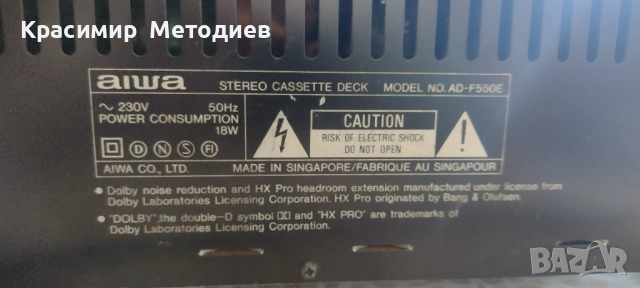 Красимир Методиев
aiwa STEREO CASSETTE DECK MODEL NO. AD-F550E
~ 230V 50Hz
POWER CONSUMPTION
18W
D N S FI
AIWA CO., LTD.
CAUTION
RISK OF ELECTRIC SHOCK
DO NOT OPEN
MADE IN SINGAPORE/FABRIQUE AU SINGAPOUR
• Dolby noise reduction and HX Pro headroom extension manufactured under license from
Dolby Laboratories Licensing Corporation. HX Pro originated by Bang & Olufsen.
• "DOLBY", the double-D symbol and "HX PRO" are trademarks of
Dolby Laboratories Licensing Corporation.
BAZAR